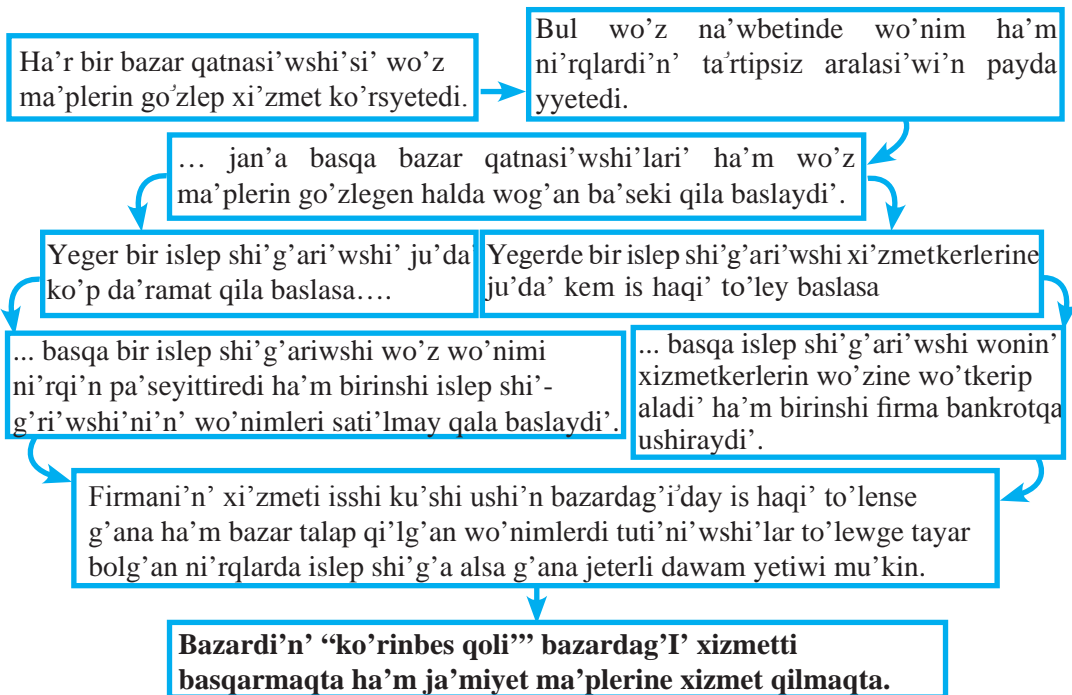 Ha’r bir bazar qatnasi’wshi’si’ wo’z
ma’plerin go’zlep xi’zmet ko’rsyetedi.
Bul wo’z na’wbetinde wo’nim ha’m
ni’rqlardi’n’ ta’rtipsiz aralasi’wi’n payda
yyetedi.
… jan’a basqa bazar qatnasi’wshi’lari’ ha’m wo’z
ma’plerin go’zlegen halda wog’an ba’seki qila baslaydi’.
Yeger bir islep shi’g’ari’wshi’ ju’da’
ko’p da’ramat qila baslasa….
Yegerde bir islep shi’g’ari’wshi xi’zmetkerlerine
ju’da’ kem is haqi’ to’ley baslasa
... basqa bir islep shi’g’ariwshi wo’z wo’nimi
ni’rqi’n pa’seyittiredi ha’m birinshi islep shi’-
g’ri’wshi’ni’n’ wo’nimleri sati’lmay qala baslaydi’.
... basqa islep shi’g’ari’wshi wonin’
xizmetkerlerin wo’zine wo’tkerip
aladi’ ha’m birinshi firma bankrotqa
ushiraydi’.
Firmani’n’ xi’zmeti isshi ku’shi ushi’n bazardag’i’day is haqi’ to’lense
g’ana ha’m bazar talap qi’lg’an wo’nimlerdi tuti’ni’wshi’lar to’lewge tayar
bolg’an ni’rqlarda islep shi’g’a alsa g’ana jeterli dawam yetiwi mu’kin.
Bazardi’n’ “ko’rinbes qoli’” bazardag’I’ xizmetti
basqarmaqta ha’m ja’miyet ma’plerine xizmet qilmaqta.